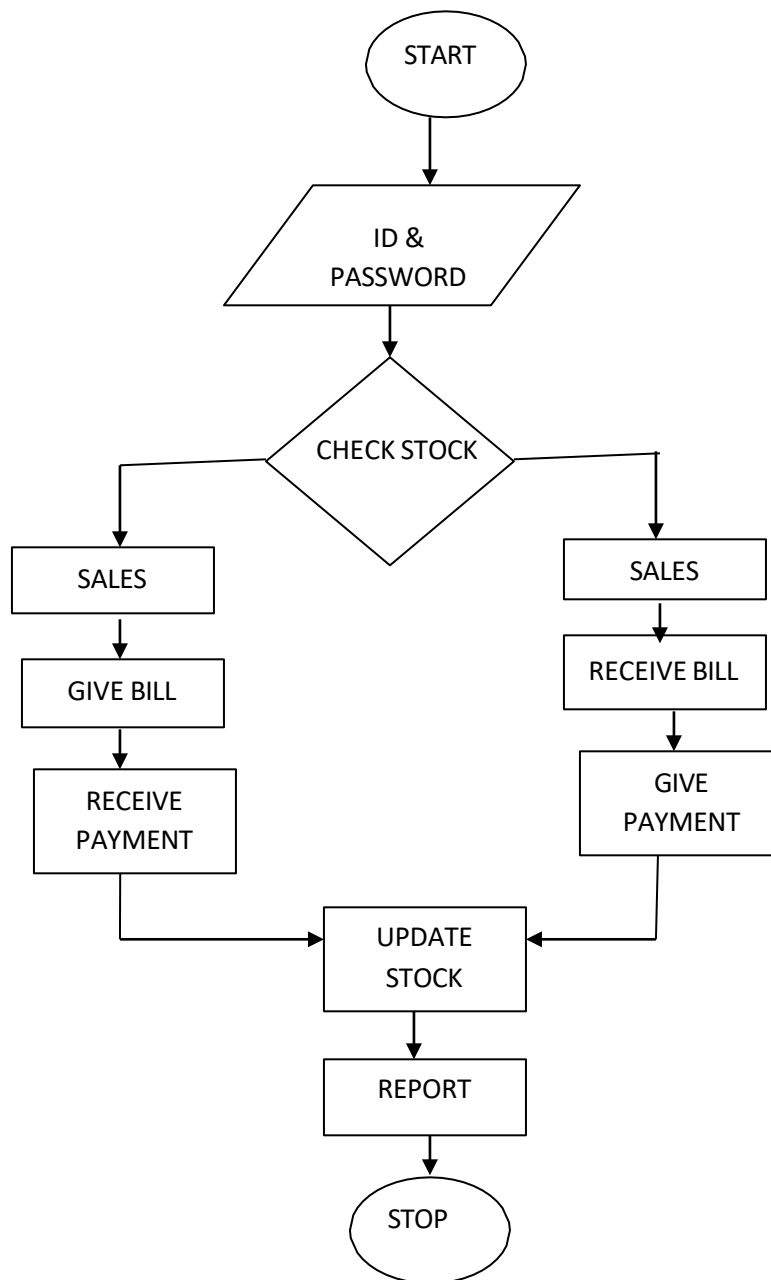 START
ID &
PASSWORD
CHECK STOCK
SALES
GIVE BILL
RECEIVE
PAYMENT
SALES
RECEIVE BILL
GIVE
PAYMENT
UPDATE
STOCK
REPORT
STOP